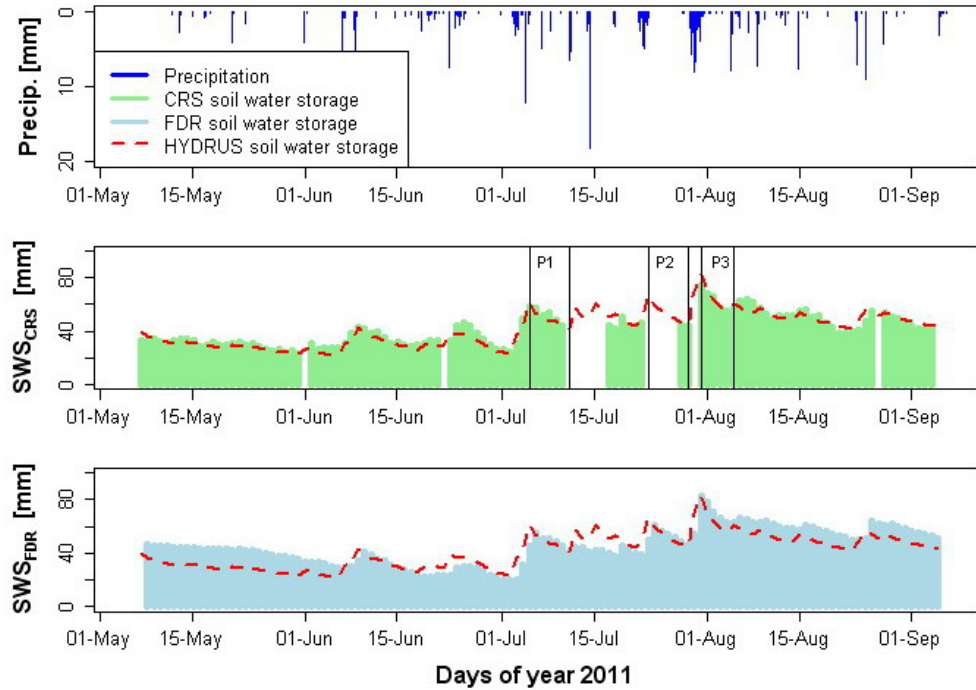 Precip. [mm]
0
10
20
Precipitation
CRS soil water storage
FDR soil water storage
HYDRUS soil water storage
01-May 15-May 01-Jun 15-Jun 01-Jul 15-Jul 01-Aug 15-Aug 01-Sep
SWS_CRS [mm]
80
40
0
P1 P2 P3
01-May 15-May 01-Jun 15-Jun 01-Jul 15-Jul 01-Aug 15-Aug 01-Sep
SWS_FDR [mm]
80
40
0
01-May 15-May 01-Jun 15-Jun 01-Jul 15-Jul 01-Aug 15-Aug 01-Sep
Days of year 2011